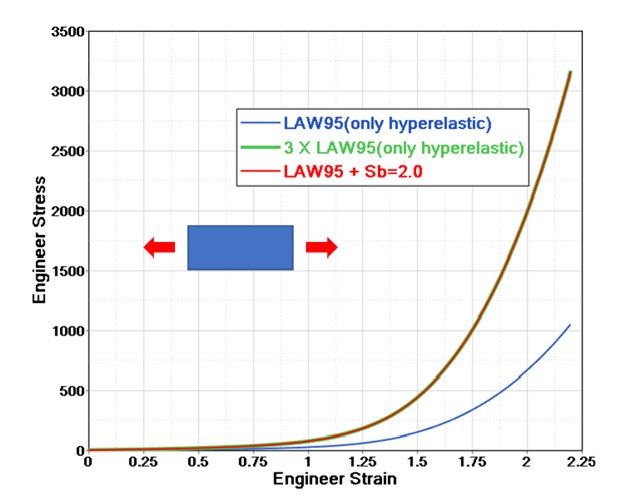 3500
3000
2500
2000
1500
1000
500
0
Engineer Stress
LAW95(only hyperelastic)
3 X LAW95(only hyperelastic)
LAW95 + Sb=2.0
0 0.25 0.5 0.75 1 1.25 1.5 1.75 2 2.25
Engineer Strain